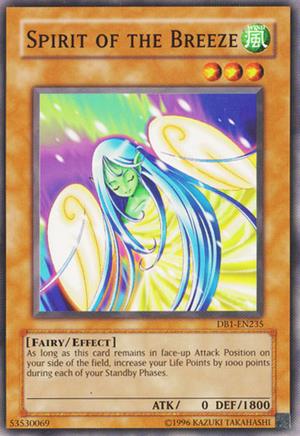 SPIRIT OF THE BREEZE
WIND
風
DB1-EN235
[FAIRY/EFFECT]
As long as this card remains in face-up Attack Position on
your side of the field, increase your Life Points by 1000 points
during each of your Standby Phases.
ATK/ 0 DEF/1800
53530069
©1996 KAZUKI TAKAHASHI